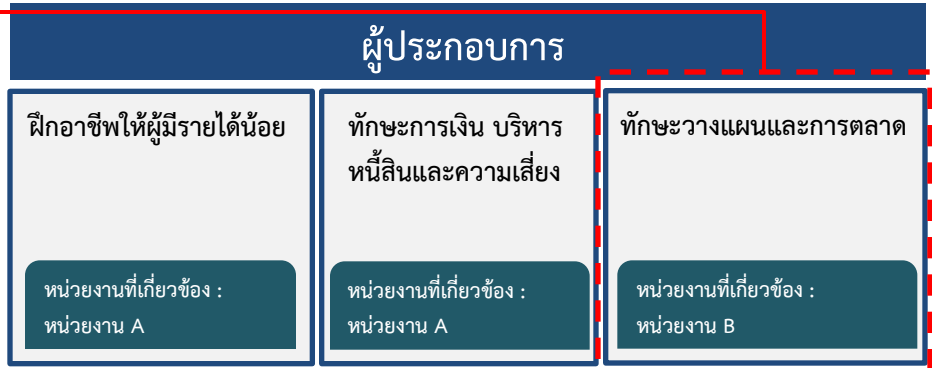 ผู้ประกอบการ
ฝึกอาชีพให้ผู้มีรายได้น้อย
หน่วยงานที่เกี่ยวข้อง :
หน่วยงาน A
ทักษะการเงิน บริหาร
หนี้สินและความเสี่ยง
หน่วยงานที่เกี่ยวข้อง :
หน่วยงาน A
ทักษะวางแผนและการตลาด
หน่วยงานที่เกี่ยวข้อง :
หน่วยงาน B